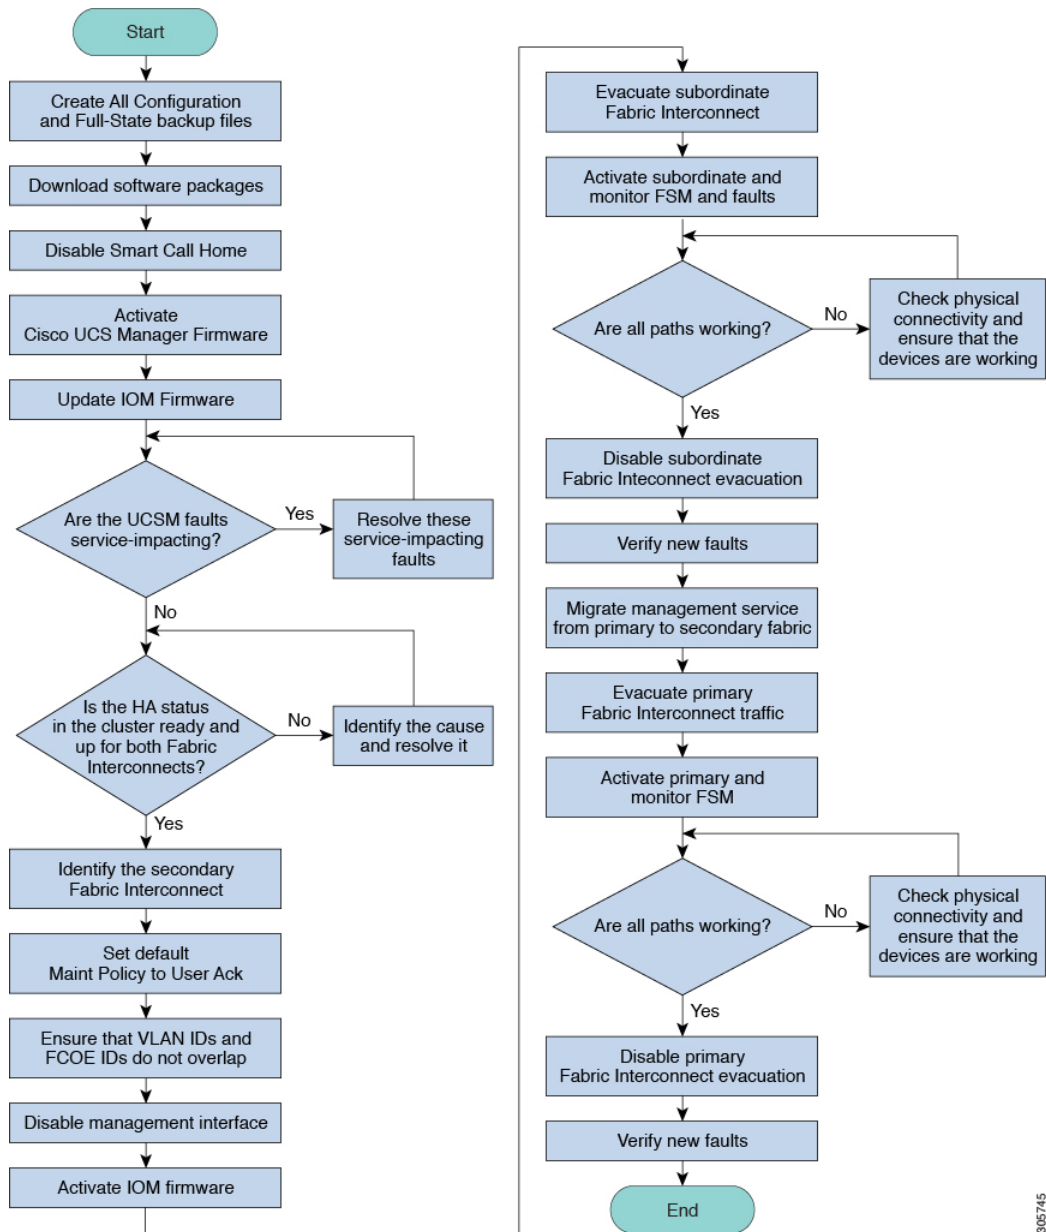 Start
Create All Configuration
and Full-State backup files
Download software packages
Disable Smart Call Home
Activate
Cisco UCS Manager Firmware
Update IOM Firmware
Are the UCSM faults
service-impacting?
Yes
Resolve these
service-impacting
faults
No
Is the HA status
in the cluster ready and
up for both Fabric
Interconnects?
No
Identify the cause
and resolve it
Yes
Identify the secondary
Fabric Interconnect
Set default
Maint Policy to User Ack
Ensure that VLAN IDs and
FCOE IDs do not overlap
Disable management interface
Activate IOM firmware
Evacuate subordinate
Fabric Interconnect
Activate subordinate and
monitor FSM and faults
Are all paths working?
No
Check physical
connectivity and
ensure that the
devices are working
Yes
Disable subordinate
Fabric Inteconnect evacuation
Verify new faults
Migrate management service
from primary to secondary fabric
Evacuate primary
Fabric Interconnect traffic
Activate primary and
monitor FSM
Are all paths working?
No
Check physical
connectivity and
ensure that the
devices are working
Yes
Disable primary
Fabric Interconnect evacuation
Verify new faults
End
305745